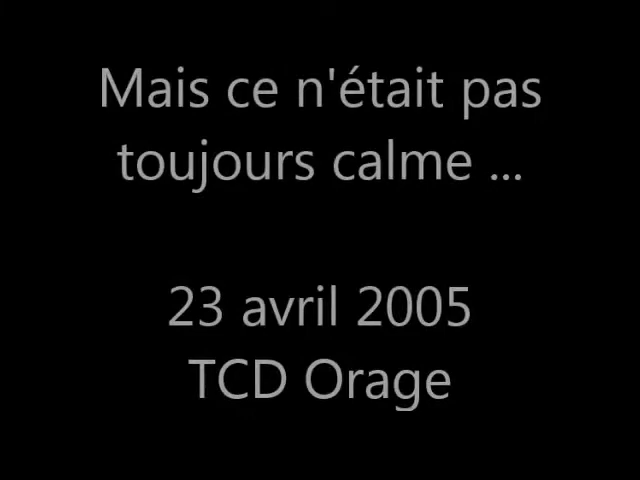 Mais ce n'était pas
toujours calme ...
23 avril 2005
TCD Orage